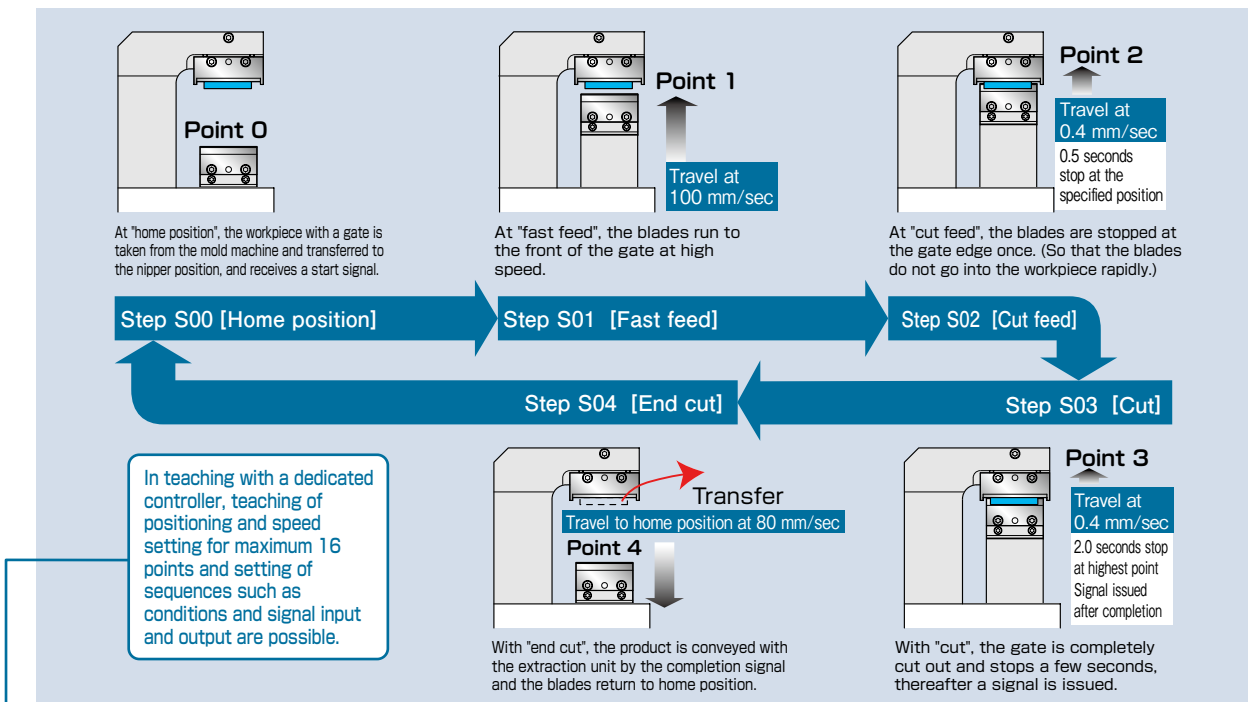 Point 0
At "home position", the workpiece with a gate is
taken from the mold machine and transferred to
the nipper position, and receives a start signal.
Point 1
Travel at
100 mm/sec
At "fast feed", the blades run to
the front of the gate at high
speed.
Point 2
Travel at
0.4 mm/sec
0.5 seconds
stop at the
specified position
At "cut feed", the blades are stopped at
the gate edge once. (So that the blades
do not go into the workpiece rapidly.)
Step S00 [Home position]
Step S01 [Fast feed]
Step S02 [Cut feed]
Step S03 [Cut]
Step S04 [End cut]
In teaching with a dedicated
controller, teaching of
positioning and speed
setting for maximum 16
points and setting of
sequences such as
conditions and signal input
and output are possible.
Transfer
Travel to home position at 80 mm/sec
Point 4
With "end cut", the product is conveyed with
the extraction unit by the completion signal
and the blades return to home position.
Point 3
Travel at
0.4 mm/sec
2.0 seconds stop
at highest point
Signal issued
after completion
With "cut", the gate is completely
cut out and stops a few seconds,
thereafter a signal is issued.